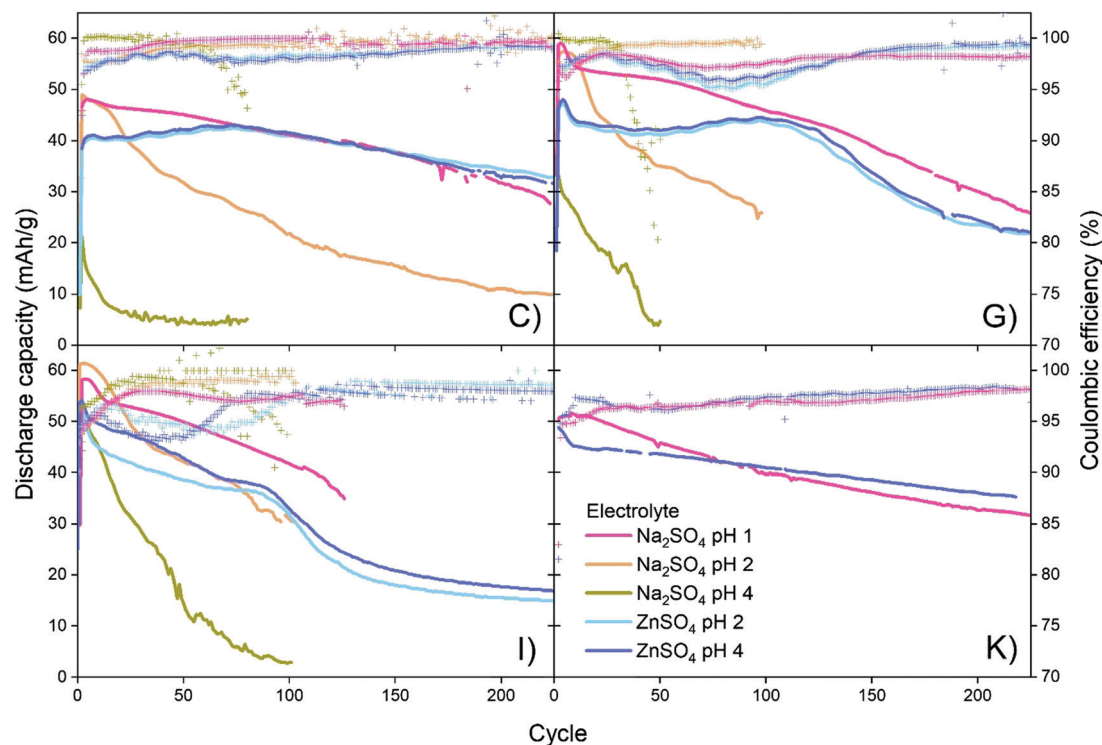 Discharge capacity (mAh/g)
Coulombic efficiency (%)
60
50
40
30
20
10
0
C)
G)
100
95
90
85
80
75
70
60
50
40
30
20
10
0
I)
K)
100
95
90
85
80
75
70
Electrolyte
Na₂SO₄ pH 1
Na₂SO₄ pH 2
Na₂SO₄ pH 4
ZnSO₄ pH 2
ZnSO₄ pH 4
0 50 100 150 200 0 50 100 150 200
Cycle